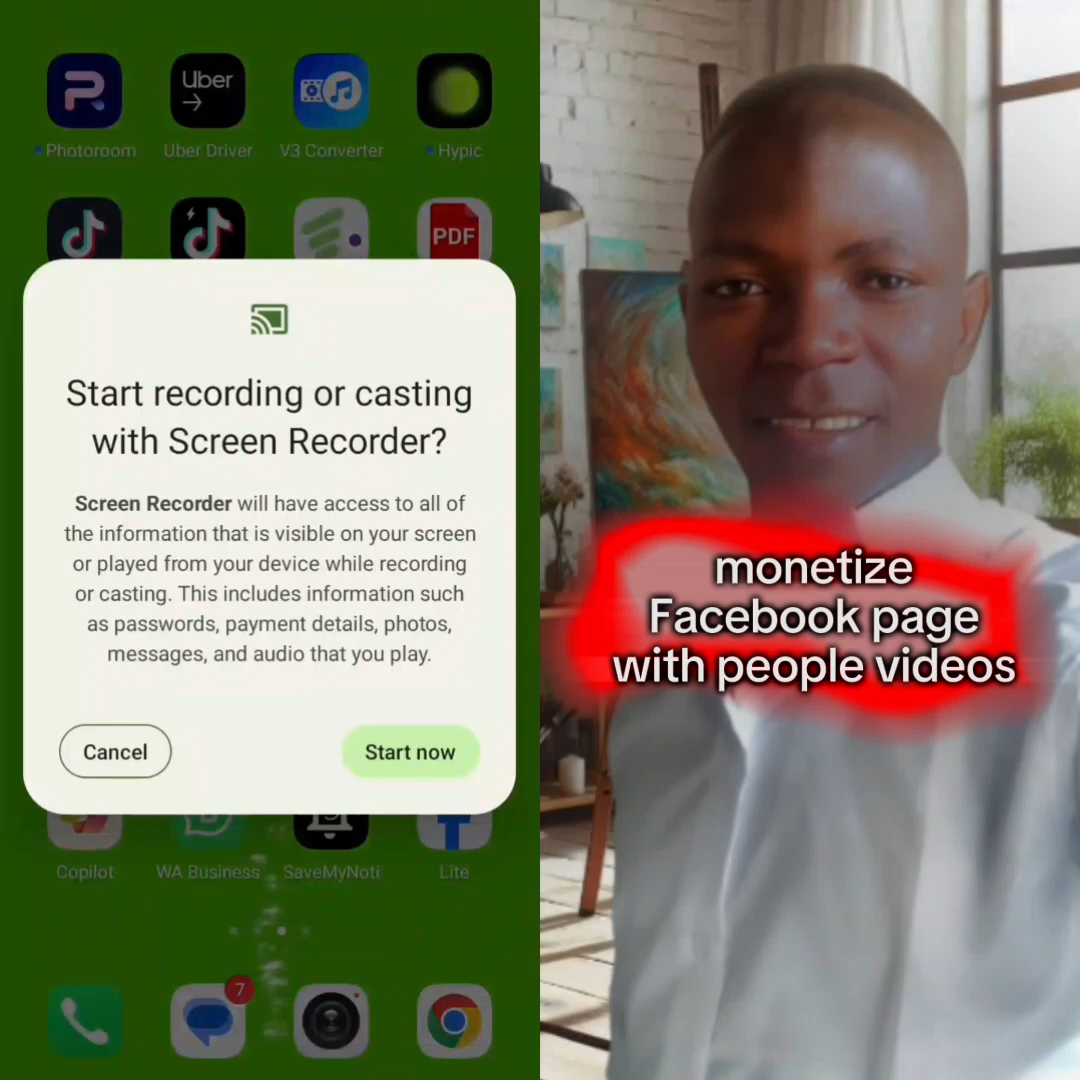 Uber
Photoroom
Uber Driver
V3 Converter
Hypic
PDF
Start recording or casting
with Screen Recorder?
Screen Recorder will have access to all of
the information that is visible on your screen
or played from your device while recording
or casting. This includes information such
as passwords, payment details, photos,
messages, and audio that you play.
Cancel
Start now
Copilot
WA Business
SaveMyNoti
Lite
7
monetize
Facebook page
with people videos